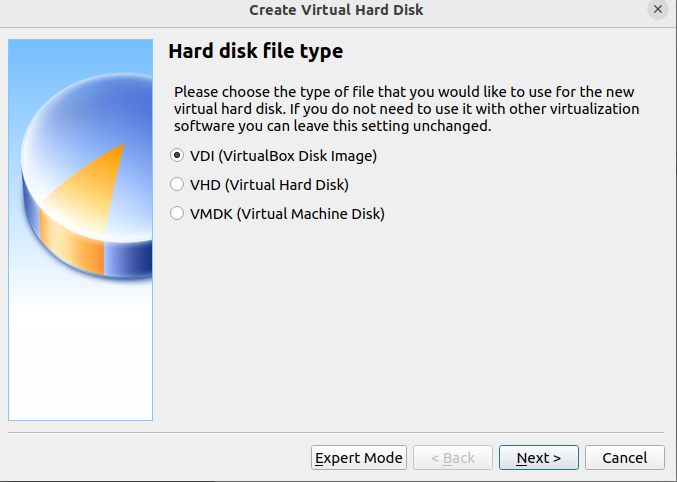 Create Virtual Hard Disk
Hard disk file type
Please choose the type of file that you would like to use for the new
virtual hard disk. If you do not need to use it with other virtualization
software you can leave this setting unchanged.
VDI (VirtualBox Disk Image)
VHD (Virtual Hard Disk)
VMDK (Virtual Machine Disk)
Expert Mode
< Back
Next >
Cancel